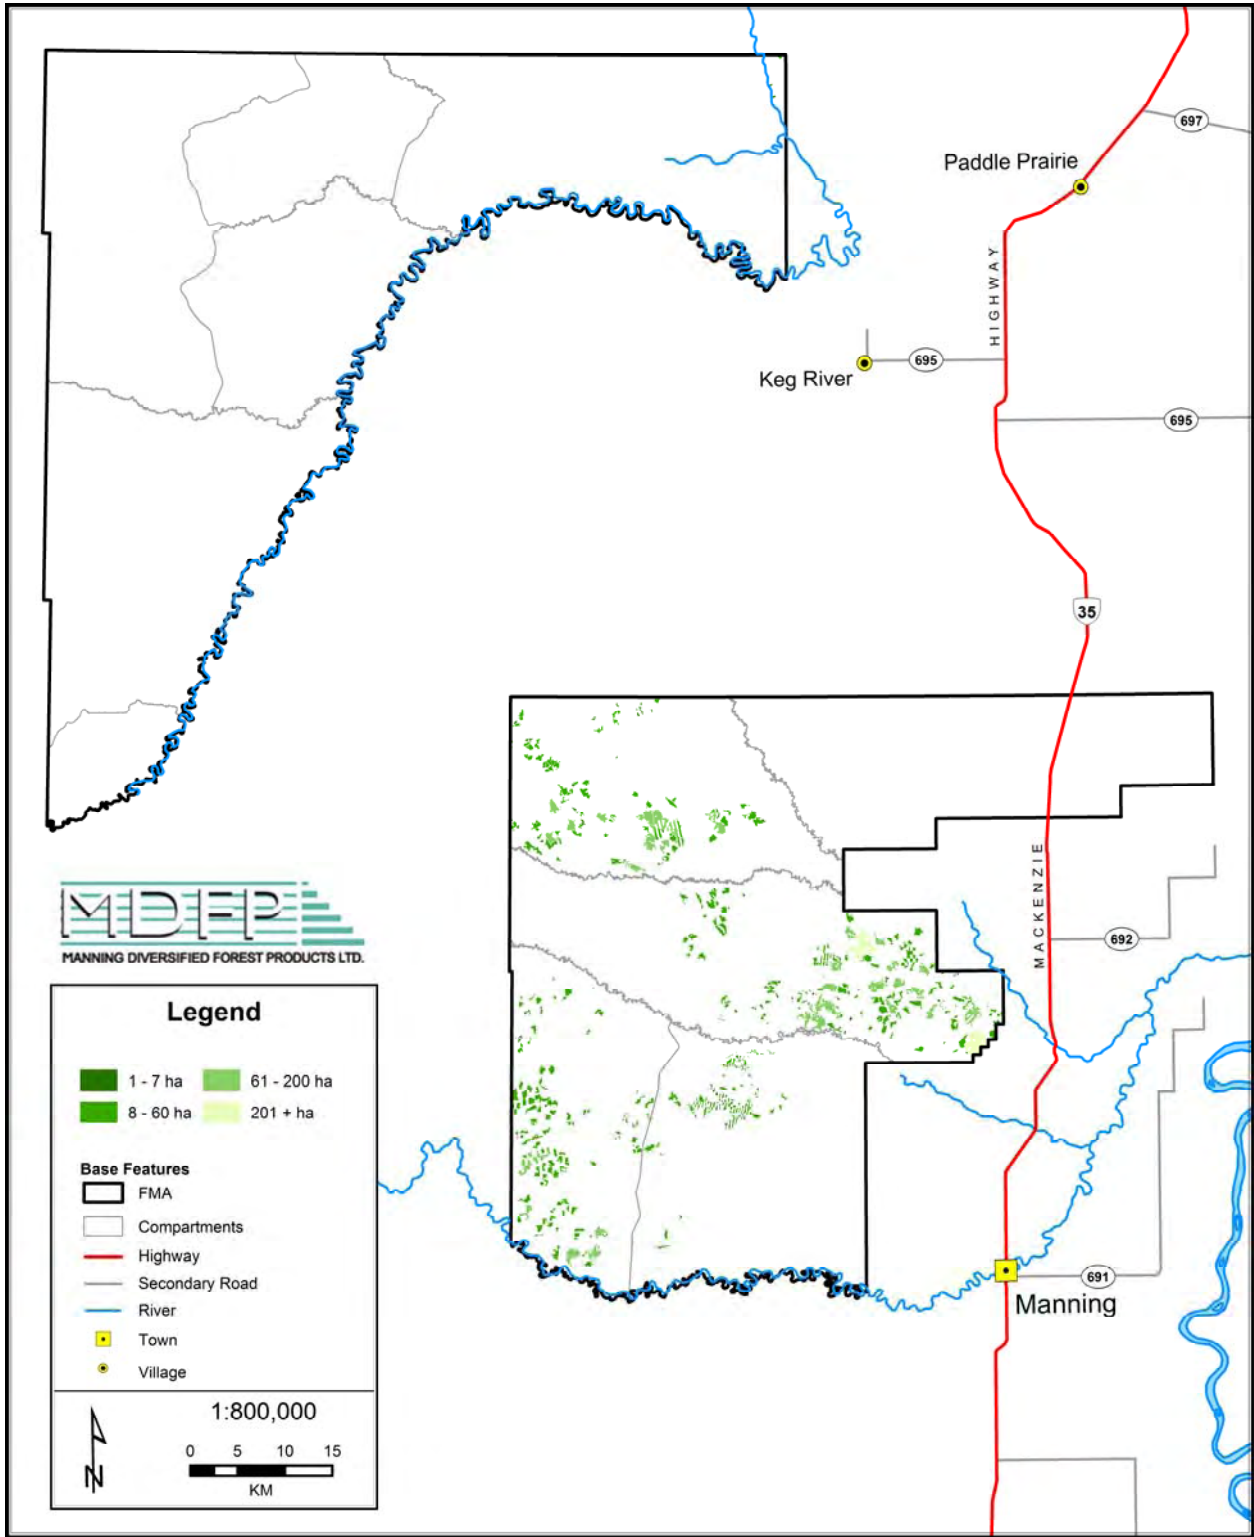 697
Paddle Prairie
HIGHWAY
695
Keg River
695
35
MACKENZIE
692
691
Manning
MDFP
MANNING DIVERSIFIED FOREST PRODUCTS LTD.
Legend
1 - 7 ha
61 - 200 ha
8 - 60 ha
201 + ha
Base Features
FMA
Compartments
Highway
Secondary Road
River
Town
Village
1:800,000
0 5 10 15
KM
N